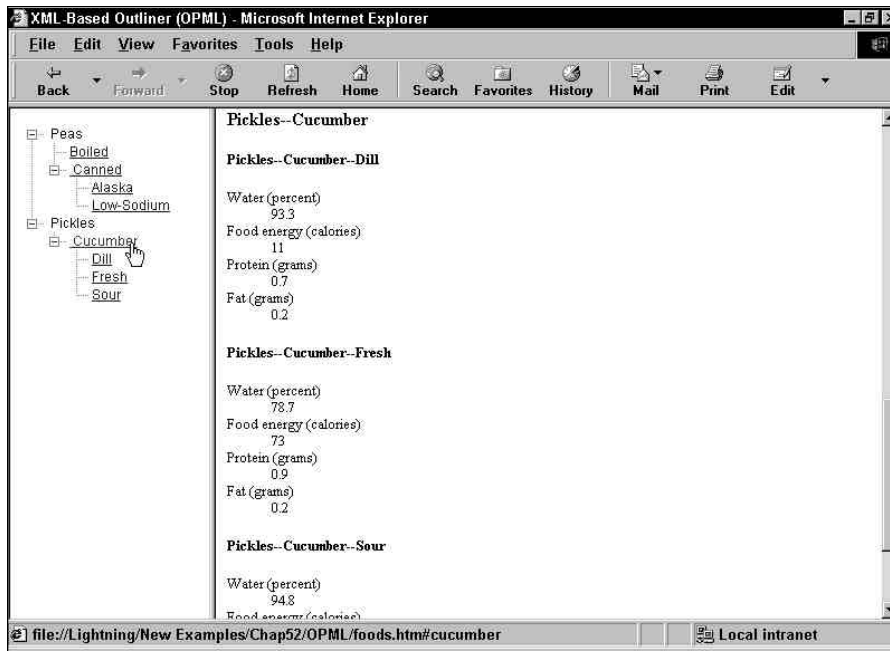 XML-Based Outliner (OPML) - Microsoft Internet Explorer
File Edit View Favorites Tools Help
Back Forward Stop Refresh Home Search Favorites History Mail Print Edit
Peas
Boiled
Canned
Alaska
Low-Sodium
Pickles
Cucumber
Dill
Fresh
Sour
Pickles--Cucumber
Pickles--Cucumber--Dill
Water (percent)
93.3
Food energy (calories)
11
Protein (grams)
0.7
Fat (grams)
0.2
Pickles--Cucumber--Fresh
Water (percent)
78.7
Food energy (calories)
73
Protein (grams)
0.9
Fat (grams)
0.2
Pickles--Cucumber--Sour
Water (percent)
94.8
Food energy (calories)
file://Lightning/New Examples/Chap52/OPML/foods.htm#cucumber
Local intranet